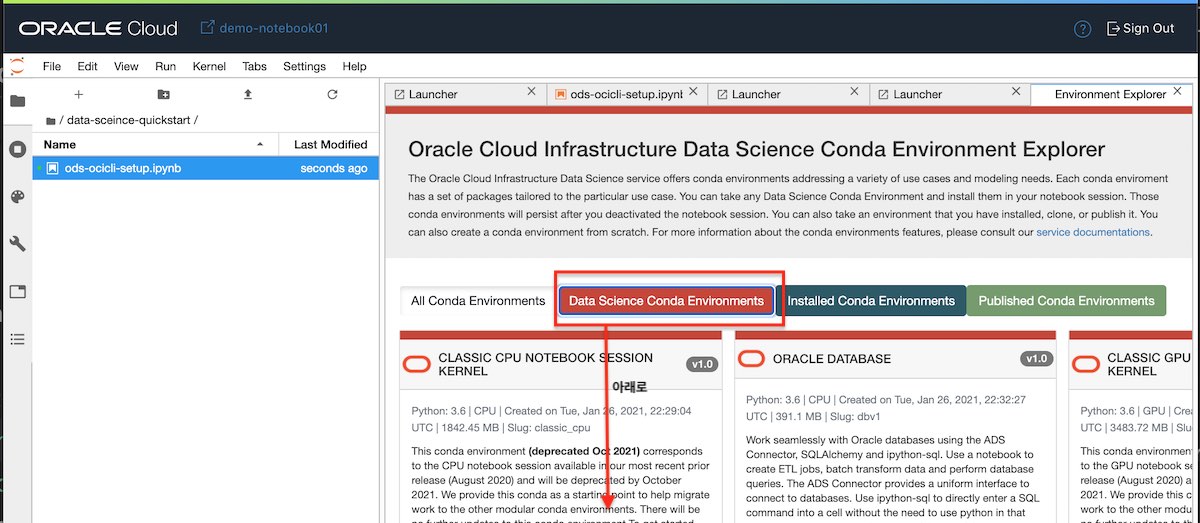 ORACLE Cloud
demo-notebook01
Sign Out
File Edit View Run Kernel Tabs Settings Help
/ data-sceince-quickstart /
Name Last Modified
ods-ocicli-setup.ipynb seconds ago
Launcher
ods-ocicli-setup.ipynb
Launcher
Launcher
Environment Explorer
Oracle Cloud Infrastructure Data Science Conda Environment Explorer
The Oracle Cloud Infrastructure Data Science service offers conda environments addressing a variety of use cases and modeling needs. Each conda enviroment
has a set of packages tailored to the particular use case. You can take any Data Science Conda Environment and install them in your notebook session. Those
conda environments will persist after you deactivated the notebook session. You can also take an environment that you have installed, clone, or publish it. You
can also create a conda environment from scratch. For more information about the conda environments features, please consult our service documentations.
All Conda Environments
Data Science Conda Environments
Installed Conda Environments
Published Conda Environments
CLASSIC CPU NOTEBOOK SESSION
KERNEL
v1.0
아래로
Python: 3.6 | CPU | Created on Tue, Jan 26, 2021, 22:29:04
UTC | 1842.45 MB | Slug: classic_cpu
This conda environment (deprecated Oct 2021) corresponds
to the CPU notebook session available in our most recent prior
release (August 2020) and will be deprecated by October
2021. We provide this conda as a starting point to help migrate
work to the other modular conda environments. There will be
no further updates to this conda environment. To get started
ORACLE DATABASE
v1.0
Python: 3.6 | CPU | Created on Tue, Jan 26, 2021, 22:32:27
UTC | 391.1 MB | Slug: dbv1
Work seamlessly with Oracle databases using the ADS
Connector, SQLAlchemy and ipython-sql. Use a notebook to
create ETL jobs, batch transform data and perform database
queries. The ADS Connector provides a uniform interface to
connect to databases. Use ipython-sql to directly enter a SQL
command into a cell without the need to use python in that
CLASSIC GPU
KERNEL
Python: 3.6 | GPU | Crea
UTC | 3483.72 MB | Slu
This conda environment
to the GPU notebook se
release (August 2020) a
2021. We provide this c
work to the other modu